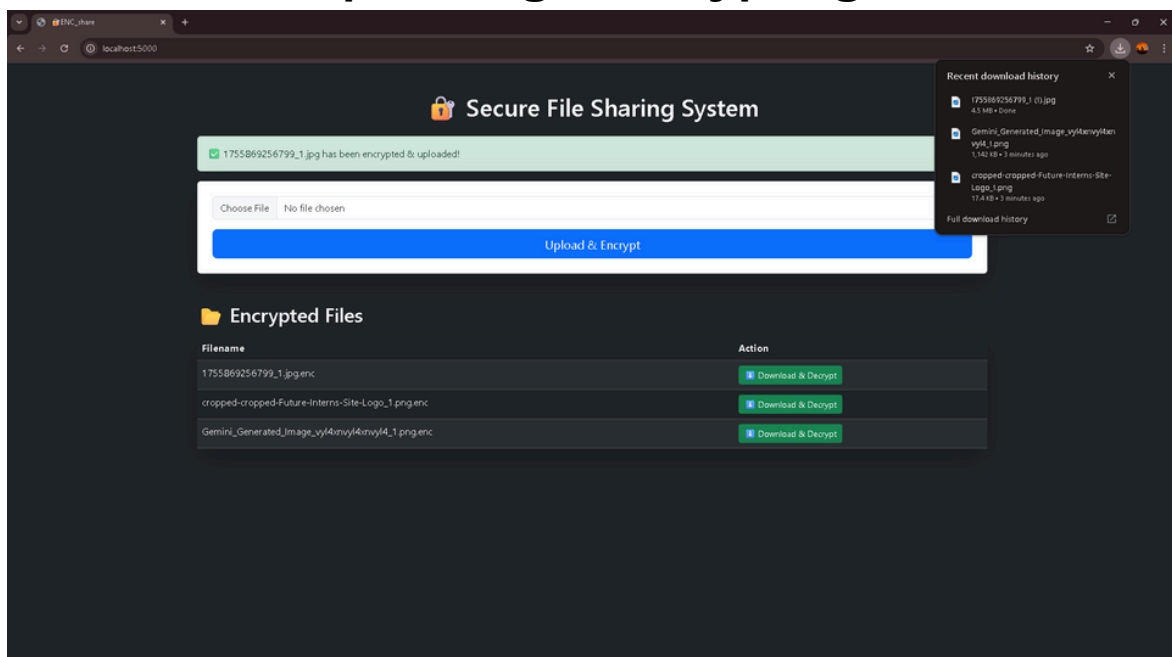 🔐ENC_share
localhost:5000
Recent download history
1755869256799_1 (1).jpg
4.5 MB • Done
Gemini_Generated_Image_vyl4xnvyl4xn
vyl4_1.png
1,142 KB • 3 minutes ago
cropped-cropped-Future-Interns-Site-
Logo_1.png
17.4 KB • 3 minutes ago
Full download history
🔐 Secure File Sharing System
✅ 1755869256799_1.jpg has been encrypted & uploaded!
Choose File No file chosen
Upload & Encrypt
📂 Encrypted Files
Filename Action
1755869256799_1.jpg.enc ⬇️ Download & Decrypt
cropped-cropped-Future-Interns-Site-Logo_1.png.enc ⬇️ Download & Decrypt
Gemini_Generated_Image_vyl4xnvyl4xnvyl4_1.png.enc ⬇️ Download & Decrypt